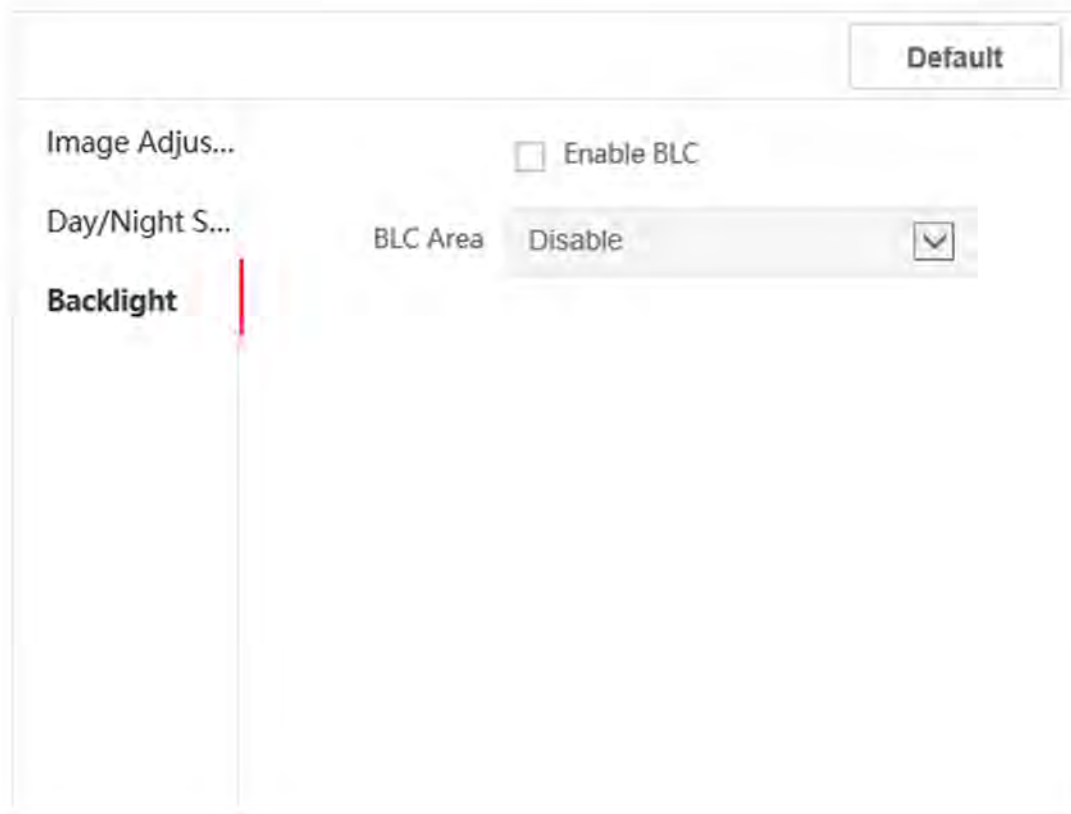 Default
Image Adjus...
Enable BLC
Day/Night S...
BLC Area
Disable
Backlight